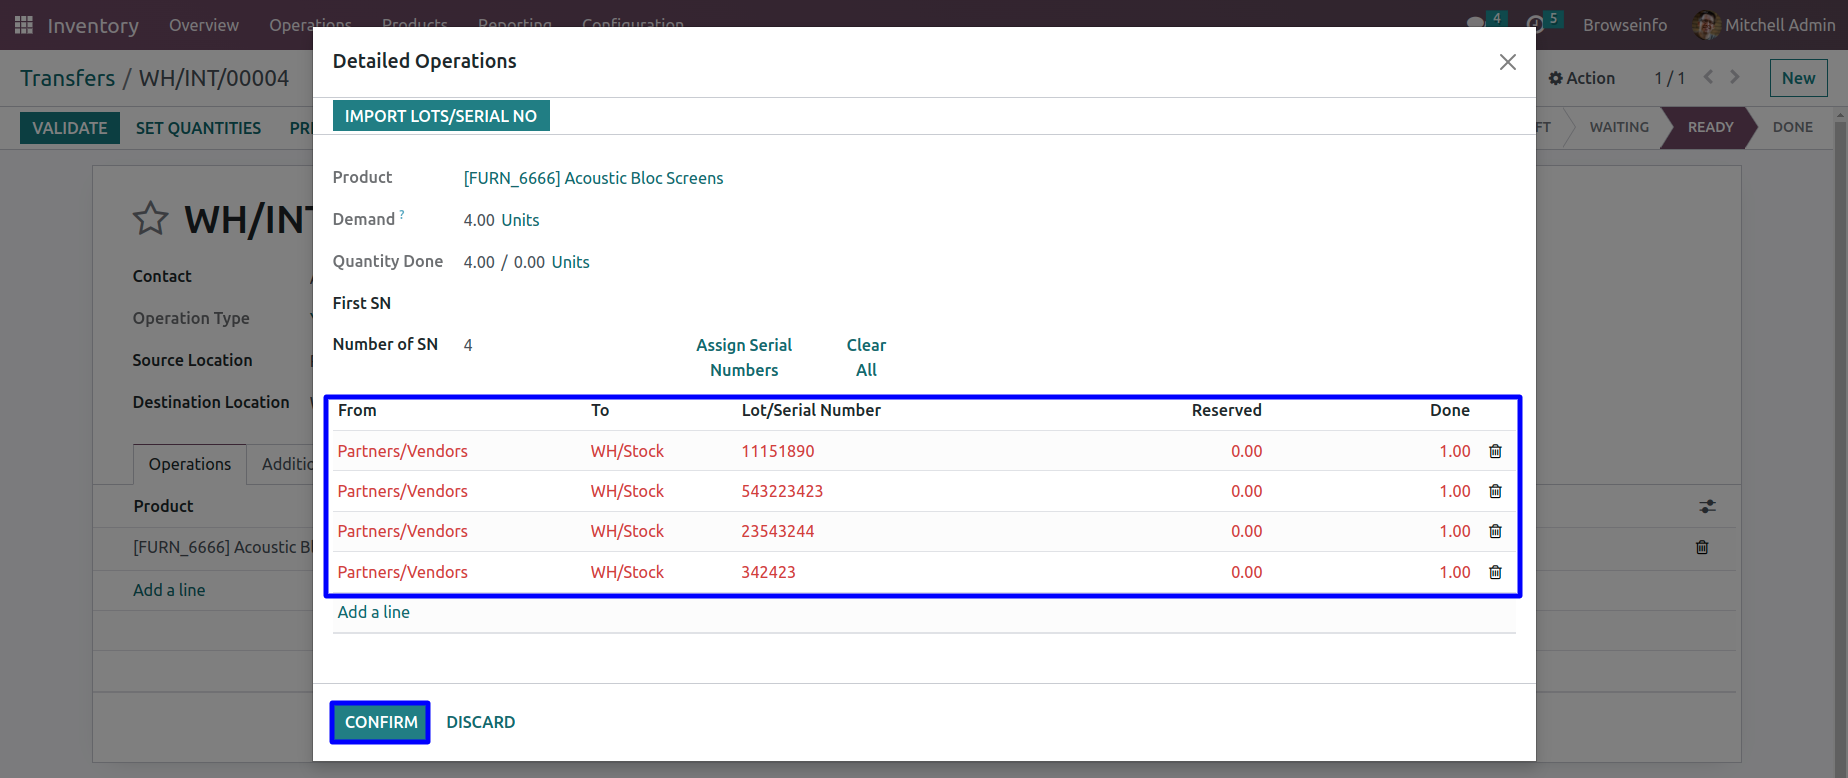 Inventory Overview Operations Products Reporting Configuration 4 5 Browseinfo Mitchell Admin
Transfers / WH/INT/00004
Action 1 / 1 New
VALIDATE SET QUANTITIES
WAITING READY DONE
WH/INT
Contact
Operation Type
Source Location
Destination Location
Operations
Product
[FURN_6666] Acoustic
Add a line
Detailed Operations
IMPORT LOTS/SERIAL NO
Product [FURN_6666] Acoustic Bloc Screens
Demand ? 4.00 Units
Quantity Done 4.00 / 0.00 Units
First SN
Number of SN 4 Assign Serial Numbers Clear All
From To Lot/Serial Number Reserved Done
Partners/Vendors WH/Stock 11151890 0.00 1.00
Partners/Vendors WH/Stock 543223423 0.00 1.00
Partners/Vendors WH/Stock 23543244 0.00 1.00
Partners/Vendors WH/Stock 342423 0.00 1.00
Add a line
CONFIRM DISCARD